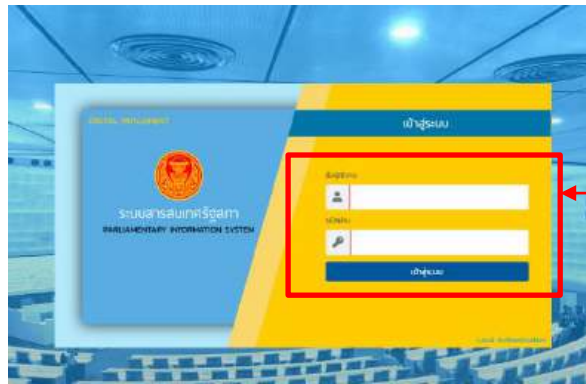 DIGITAL PARLIAMENT
ระบบสารสนเทศรัฐสภา
PARLIAMENTARY INFORMATION SYSTEM
เข้าสู่ระบบ
ชื่อผู้ใช้งาน
รหัสผ่าน
เข้าสู่ระบบ